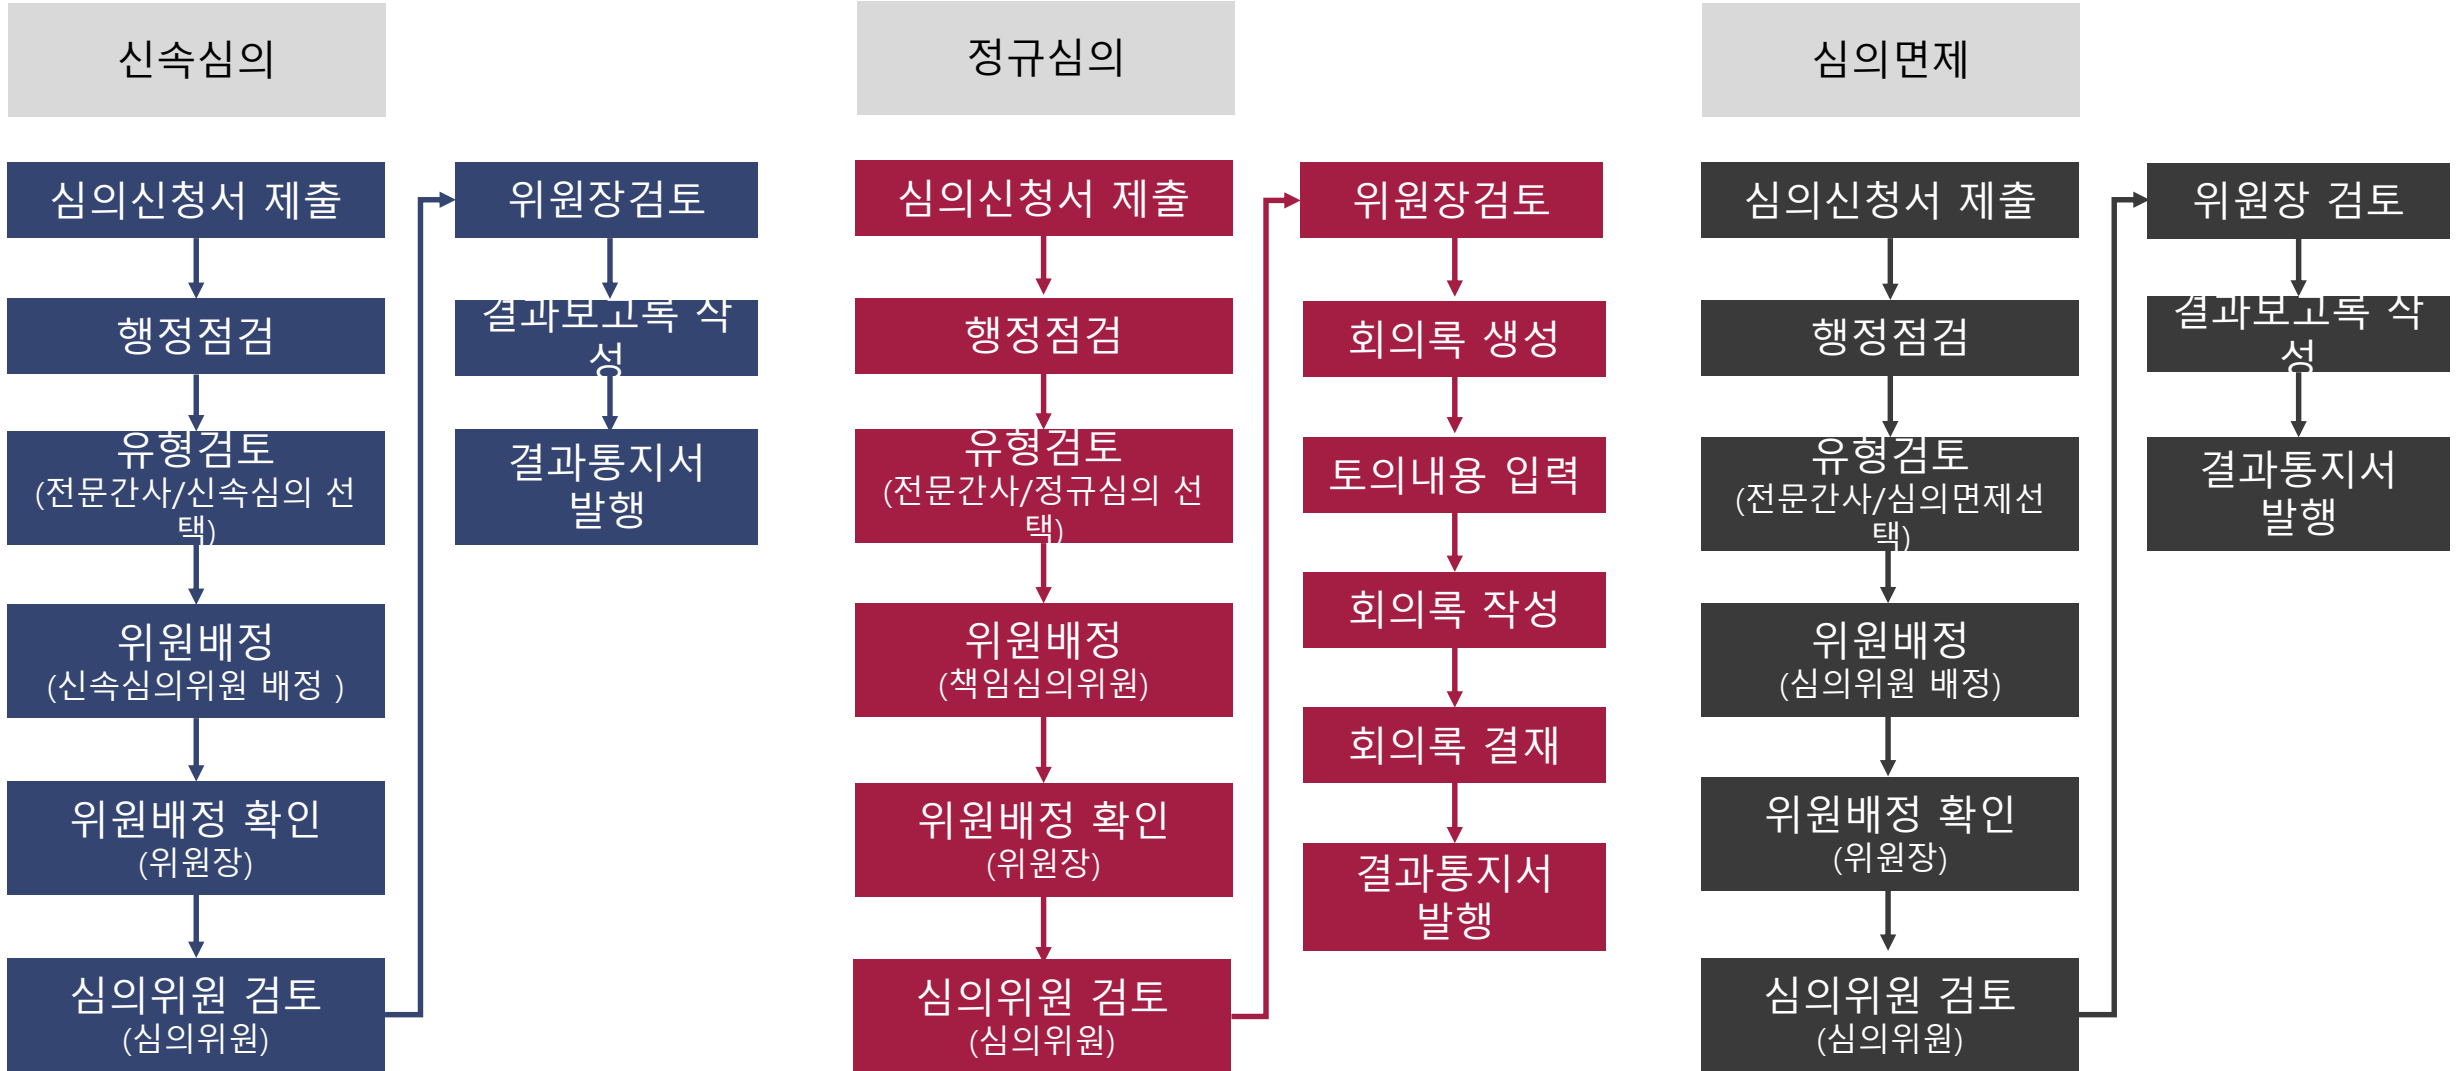 신속심의
심의신청서 제출
행정점검
유형검토
(전문간사/신속심의 선
택)
위원배정
(신속심의위원 배정 )
위원배정 확인
(위원장)
심의위원 검토
(심의위원)
위원장검토
결과보고록 작
성
결과통지서
발행
정규심의
심의신청서 제출
행정점검
유형검토
(전문간사/정규심의 선
택)
위원배정
(책임심의위원)
위원배정 확인
(위원장)
심의위원 검토
(심의위원)
위원장검토
회의록 생성
토의내용 입력
회의록 작성
회의록 결재
결과통지서
발행
심의면제
심의신청서 제출
행정점검
유형검토
(전문간사/심의면제선
택)
위원배정
(심의위원 배정)
위원배정 확인
(위원장)
심의위원 검토
(심의위원)
위원장 검토
결과보고록 작
성
결과통지서
발행